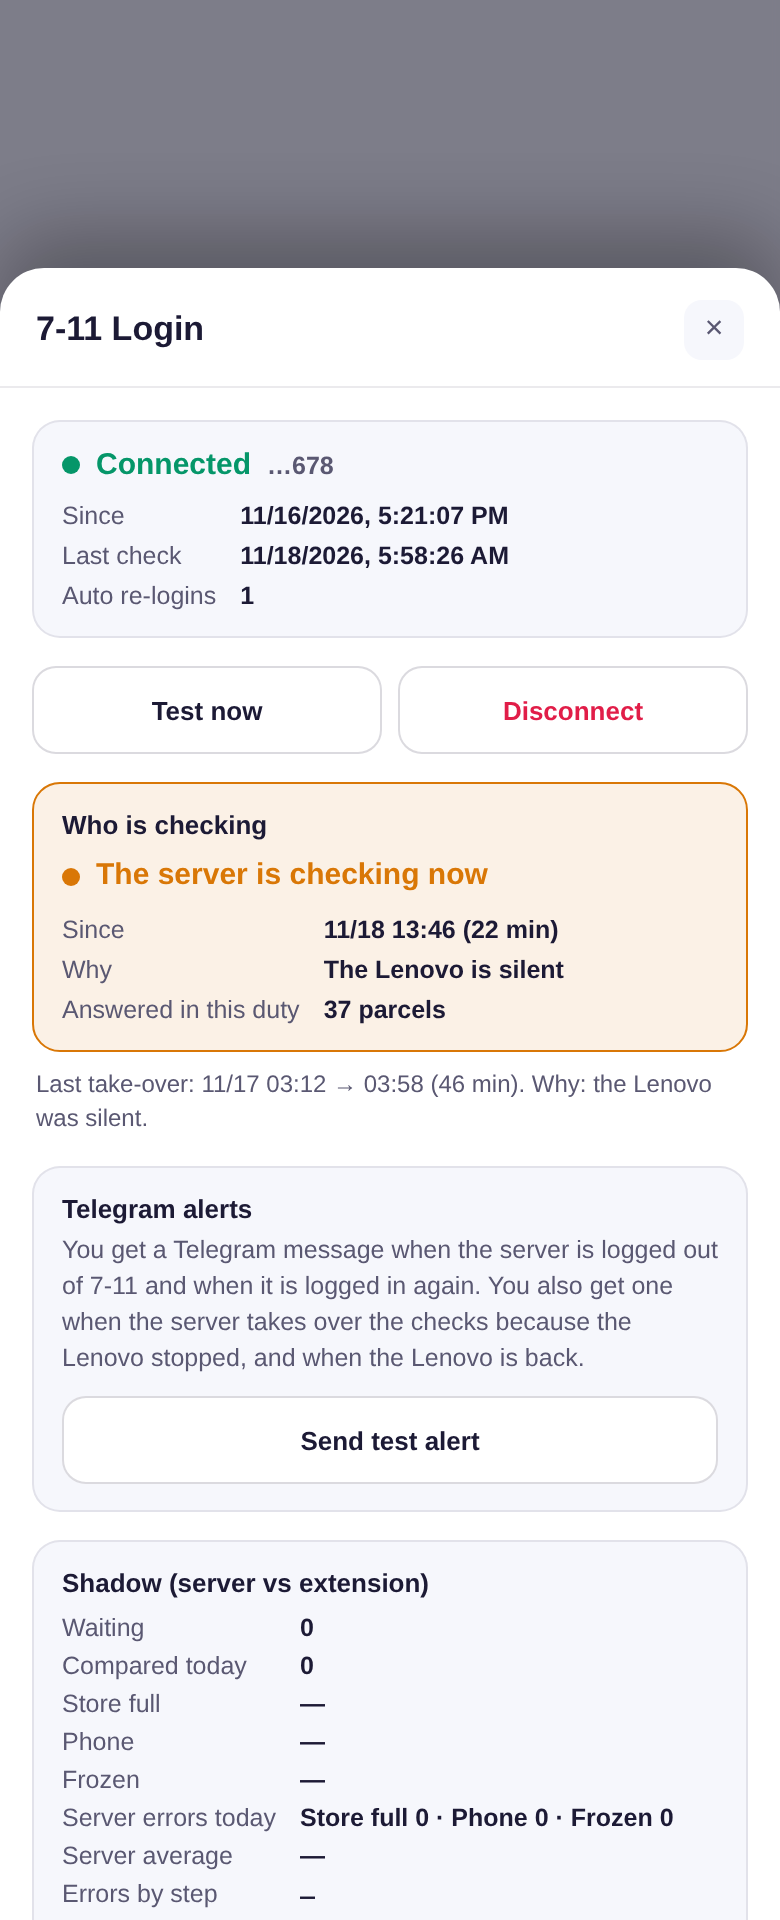 7-11 Login
×
Connected …678
Since 11/16/2026, 5:21:07 PM
Last check 11/18/2026, 5:58:26 AM
Auto re-logins 1
Test now
Disconnect
Who is checking
The server is checking now
Since 11/18 13:46 (22 min)
Why The Lenovo is silent
Answered in this duty 37 parcels
Last take-over: 11/17 03:12 → 03:58 (46 min). Why: the Lenovo
was silent.
Telegram alerts
You get a Telegram message when the server is logged out
of 7-11 and when it is logged in again. You also get one
when the server takes over the checks because the
Lenovo stopped, and when the Lenovo is back.
Send test alert
Shadow (server vs extension)
Waiting 0
Compared today 0
Store full —
Phone —
Frozen —
Server errors today Store full 0 · Phone 0 · Frozen 0
Server average —
Errors by step –